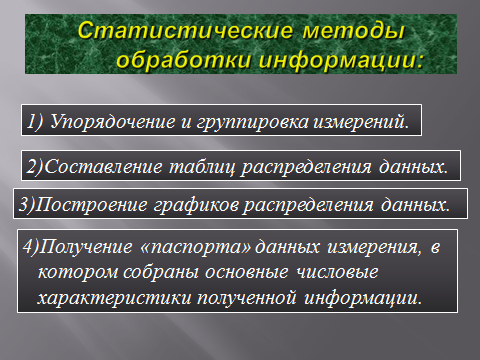 Статистические методы
обработки информации:
1) Упорядочение и группировка измерений.
2)Составление таблиц распределения данных.
3)Построение графиков распределения данных.
4)Получение «паспорта» данных измерения, в
котором собраны основные числовые
характеристики полученной информации.